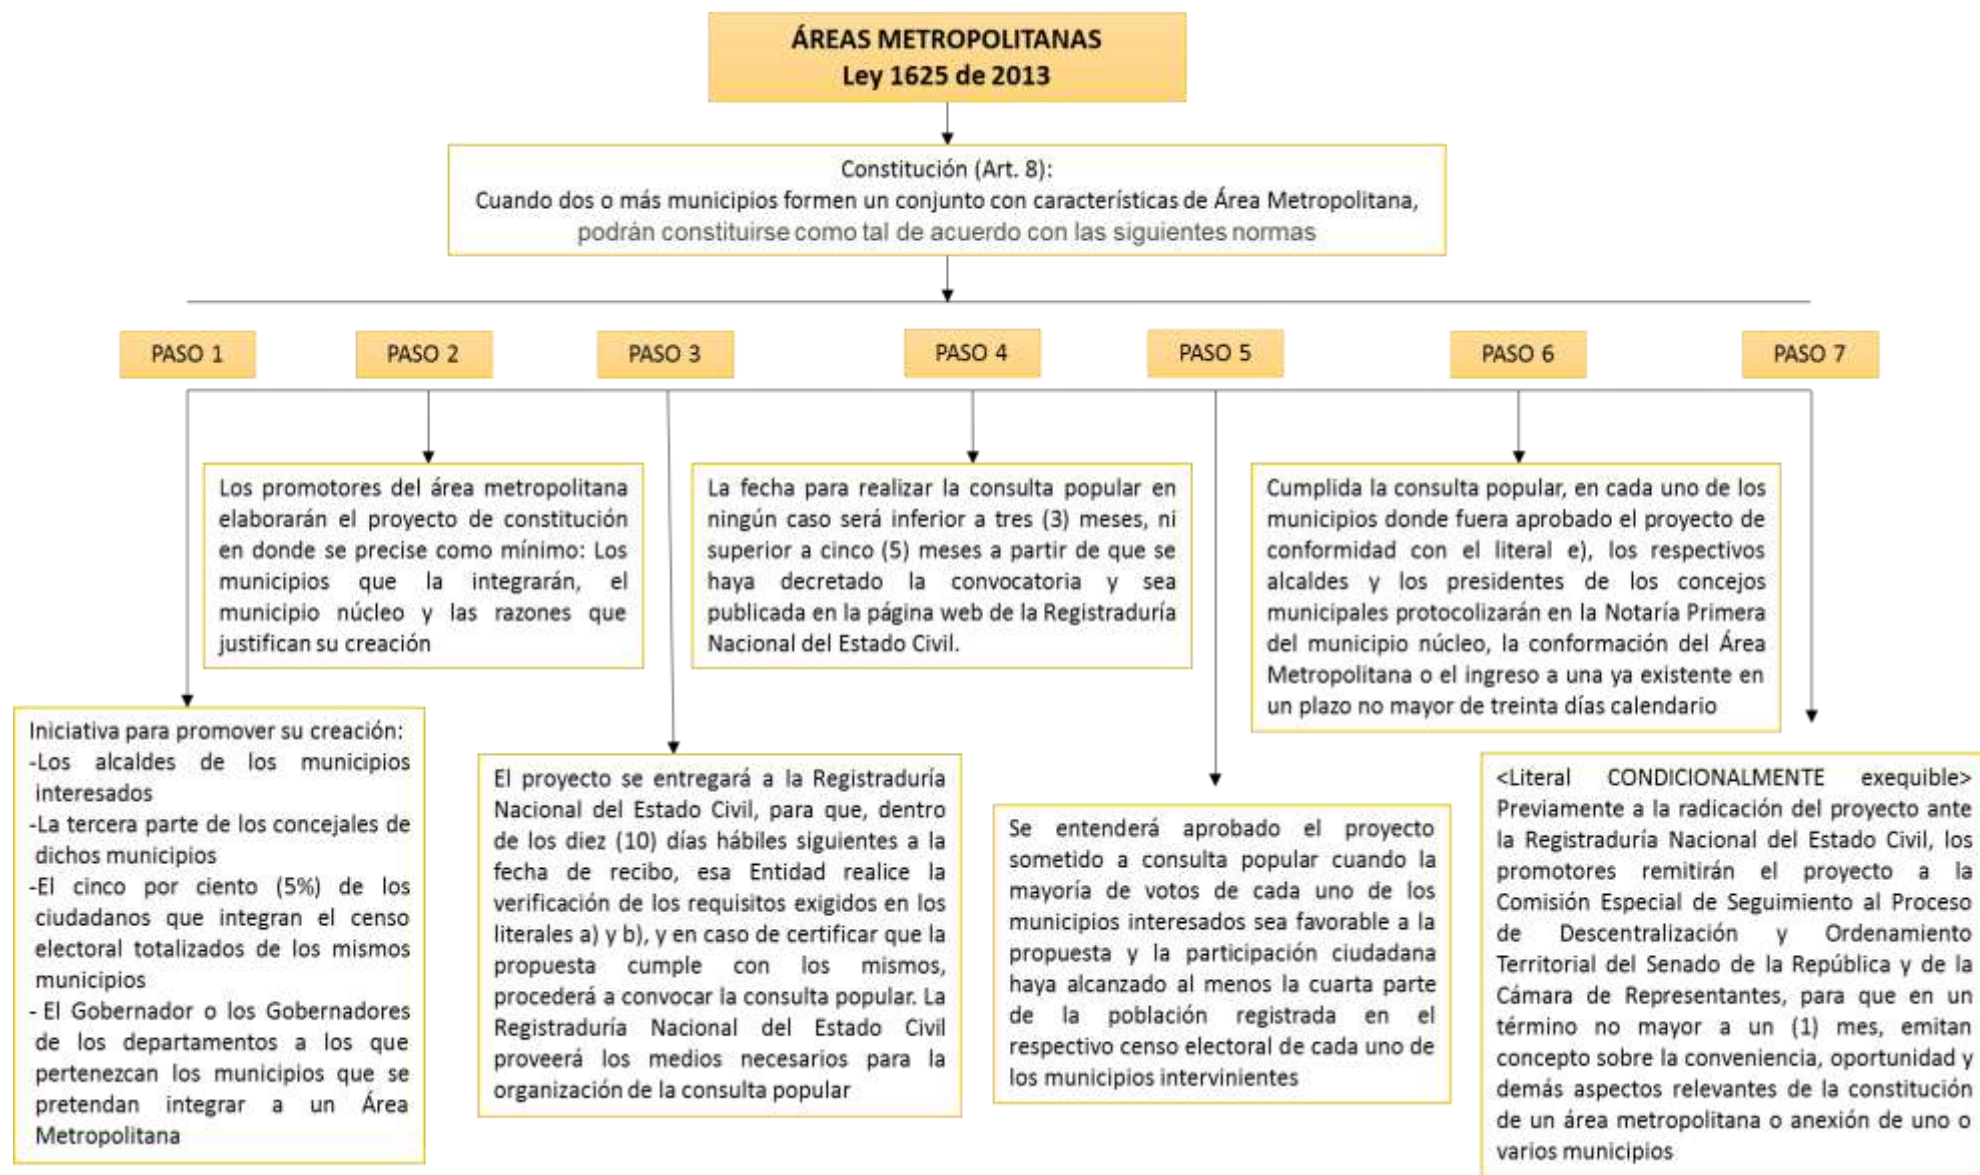 ÁREAS METROPOLITANAS
Ley 1625 de 2013
Constitución (Art. 8):
Cuando dos o más municipios formen un conjunto con características de Área Metropolitana,
podrán constituirse como tal de acuerdo con las siguientes normas
PASO 1
PASO 2
PASO 3
PASO 4
PASO 5
PASO 6
PASO 7
Iniciativa para promover su creación:
-Los alcaldes de los municipios
interesados
-La tercera parte de los concejales de
dichos municipios
-El cinco por ciento (5%) de los
ciudadanos que integran el censo
electoral totalizados de los mismos
municipios
- El Gobernador o los Gobernadores
de los departamentos a los que
pertenezcan los municipios que se
pretendan integrar a un Área
Metropolitana
Los promotores del área metropolitana
elaborarán el proyecto de constitución
en donde se precise como mínimo: Los
municipios que la integrarán, el
municipio núcleo y las razones que
justifican su creación
El proyecto se entregará a la Registraduría
Nacional del Estado Civil, para que, dentro
de los diez (10) días hábiles siguientes a la
fecha de recibo, esa Entidad realice la
verificación de los requisitos exigidos en los
literales a) y b), y en caso de certificar que la
propuesta cumple con los mismos,
procederá a convocar la consulta popular. La
Registraduría Nacional del Estado Civil
proveerá los medios necesarios para la
organización de la consulta popular
La fecha para realizar la consulta popular en
ningún caso será inferior a tres (3) meses, ni
superior a cinco (5) meses a partir de que se
haya decretado la convocatoria y sea
publicada en la página web de la Registraduría
Nacional del Estado Civil.
Se entenderá aprobado el proyecto
sometido a consulta popular cuando la
mayoría de votos de cada uno de los
municipios interesados sea favorable a la
propuesta y la participación ciudadana
haya alcanzado al menos la cuarta parte
de la población registrada en el
respectivo censo electoral de cada uno de
los municipios intervinientes
Cumplida la consulta popular, en cada uno de los
municipios donde fuera aprobado el proyecto de
conformidad con el literal e), los respectivos
alcaldes y los presidentes de los concejos
municipales protocolizarán en la Notaría Primera
del municipio núcleo, la conformación del Área
Metropolitana o el ingreso a una ya existente en
un plazo no mayor de treinta días calendario
<Literal CONDICIONALMENTE exequible>
Previamente a la radicación del proyecto ante
la Registraduría Nacional del Estado Civil, los
promotores remitirán el proyecto a la
Comisión Especial de Seguimiento al Proceso
de Descentralización y Ordenamiento
Territorial del Senado de la República y de la
Cámara de Representantes, para que en un
término no mayor a un (1) mes, emitan
concepto sobre la conveniencia, oportunidad y
demás aspectos relevantes de la constitución
de un área metropolitana o anexión de uno o
varios municipios